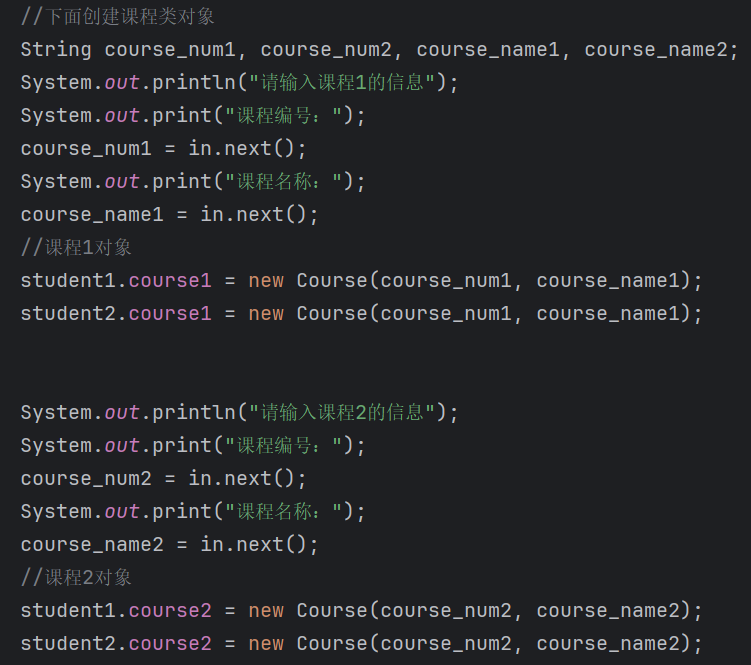 //下面创建课程类对象
String course_num1, course_num2, course_name1, course_name2;
System.out.println("请输入课程1的信息");
System.out.print("课程编号：");
course_num1 = in.next();
System.out.print("课程名称：");
course_name1 = in.next();
//课程1对象
student1.course1 = new Course(course_num1, course_name1);
student2.course1 = new Course(course_num1, course_name1);
System.out.println("请输入课程2的信息");
System.out.print("课程编号：");
course_num2 = in.next();
System.out.print("课程名称：");
course_name2 = in.next();
//课程2对象
student1.course2 = new Course(course_num2, course_name2);
student2.course2 = new Course(course_num2, course_name2);